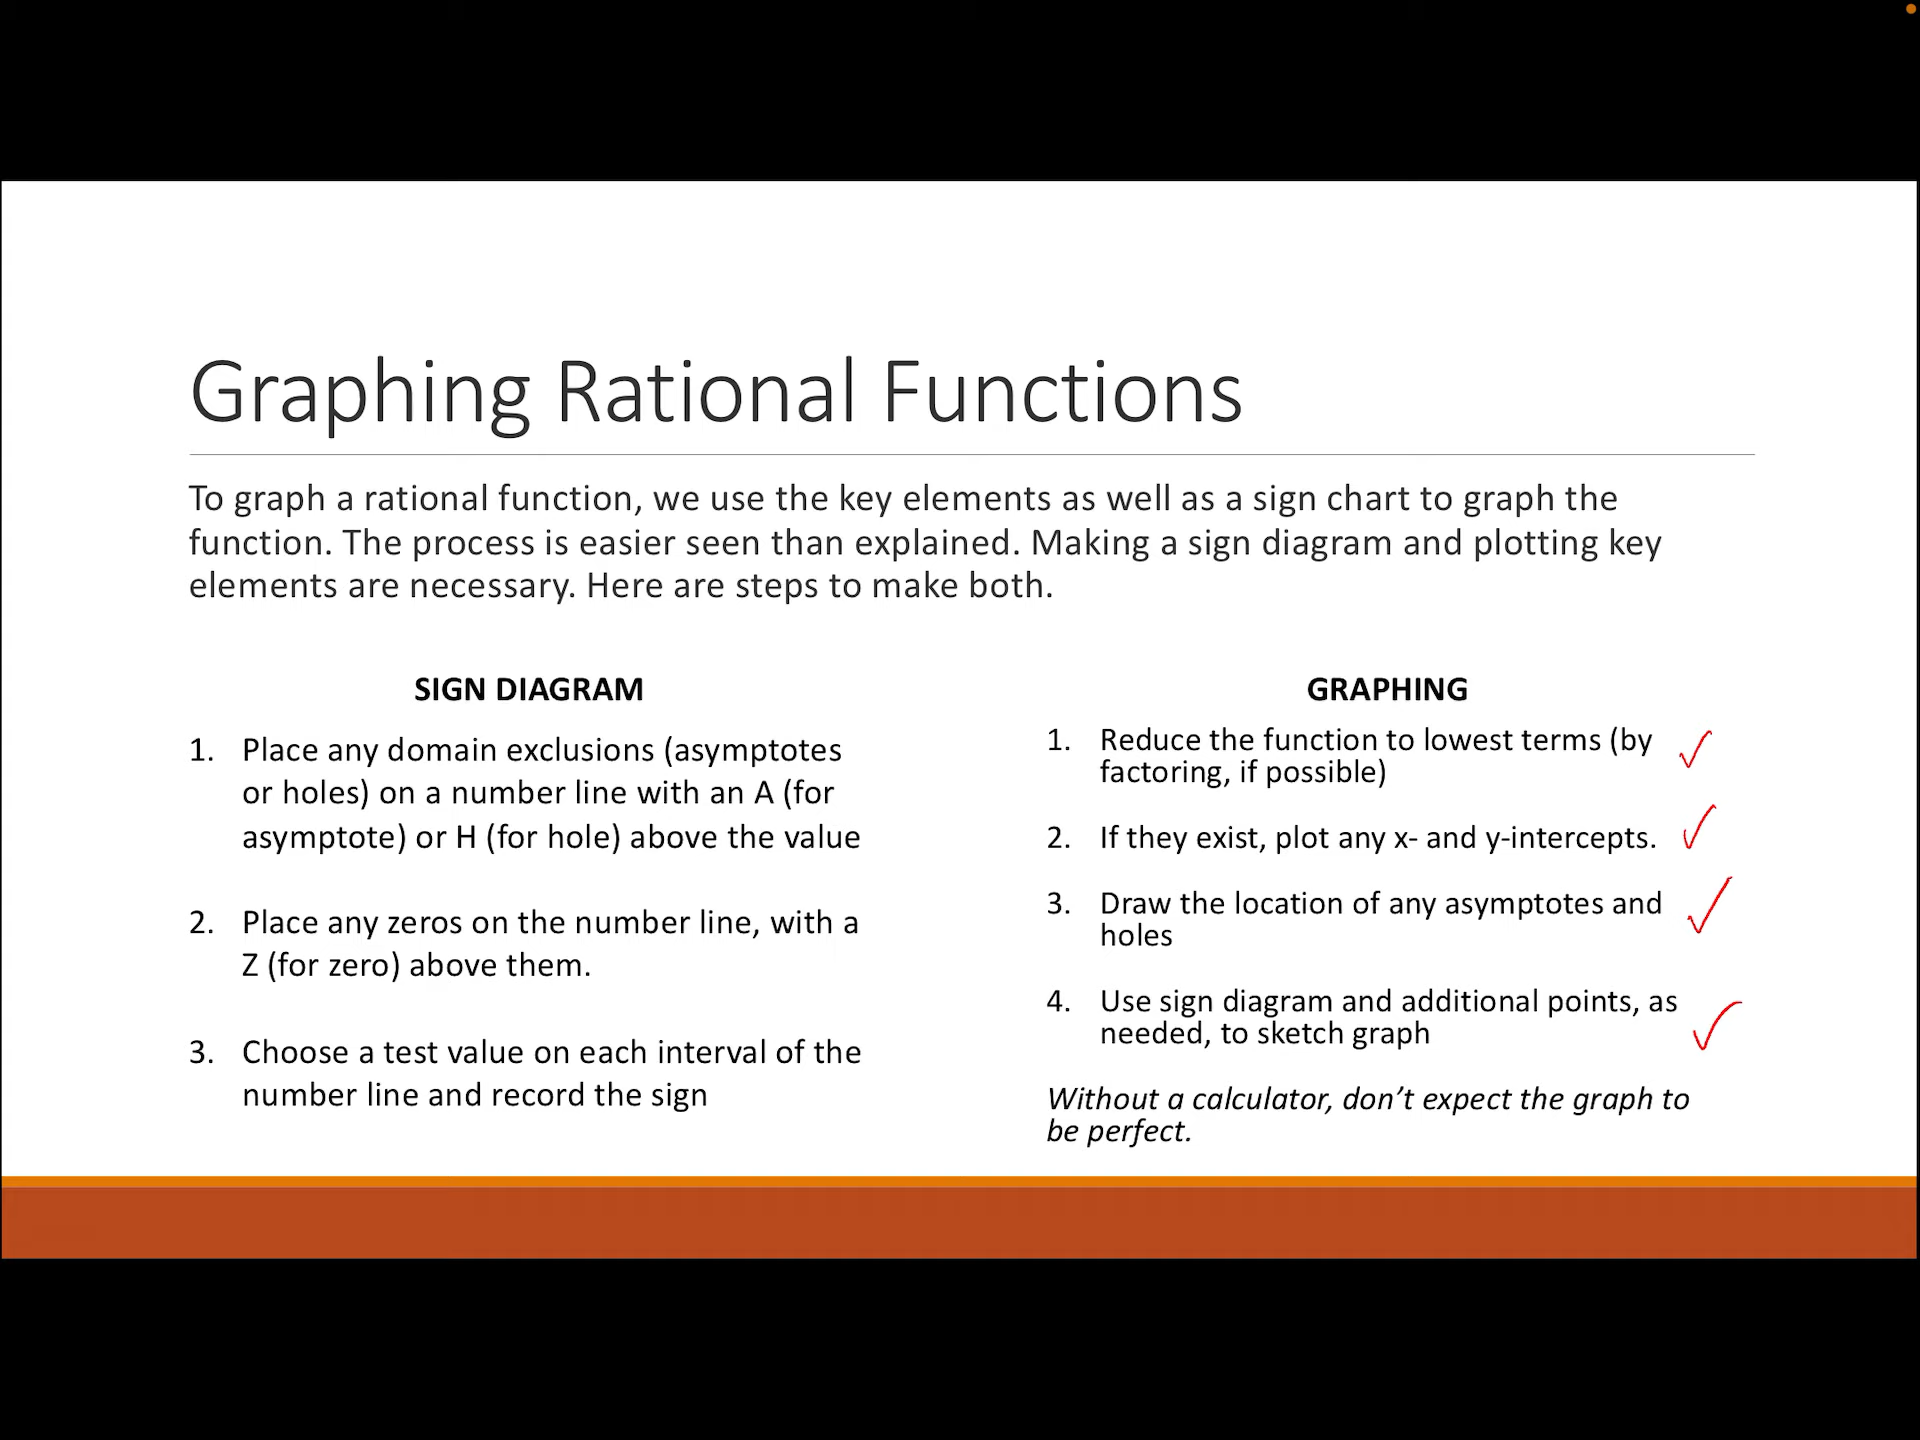 Graphing Rational Functions
To graph a rational function, we use the key elements as well as a sign chart to graph the
function. The process is easier seen than explained. Making a sign diagram and plotting key
elements are necessary. Here are steps to make both.
SIGN DIAGRAM
1. Place any domain exclusions (asymptotes
or holes) on a number line with an A (for
asymptote) or H (for hole) above the value
2. Place any zeros on the number line, with a
Z (for zero) above them.
3. Choose a test value on each interval of the
number line and record the sign
GRAPHING
1. Reduce the function to lowest terms (by
factoring, if possible)
2. If they exist, plot any x- and y-intercepts.
3. Draw the location of any asymptotes and
holes
4. Use sign diagram and additional points, as
needed, to sketch graph
Without a calculator, don’t expect the graph to
be perfect.